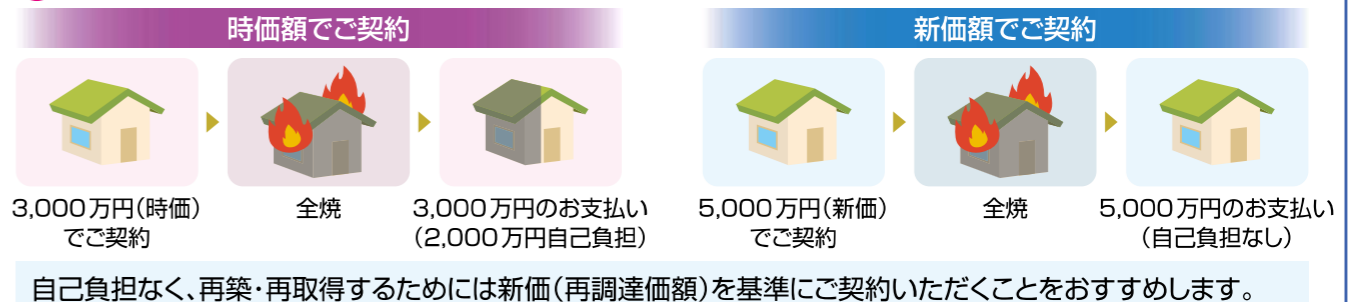 時価額でご契約
3,000万円(時価)
でご契約
全焼
3,000万円のお支払い
(2,000万円自己負担)
新価額でご契約
5,000万円(新価)
でご契約
全焼
5,000万円のお支払い
(自己負担なし)
自己負担なく、再築・再取得するためには新価(再調達価額)を基準にご契約いただくことをおすすめします。